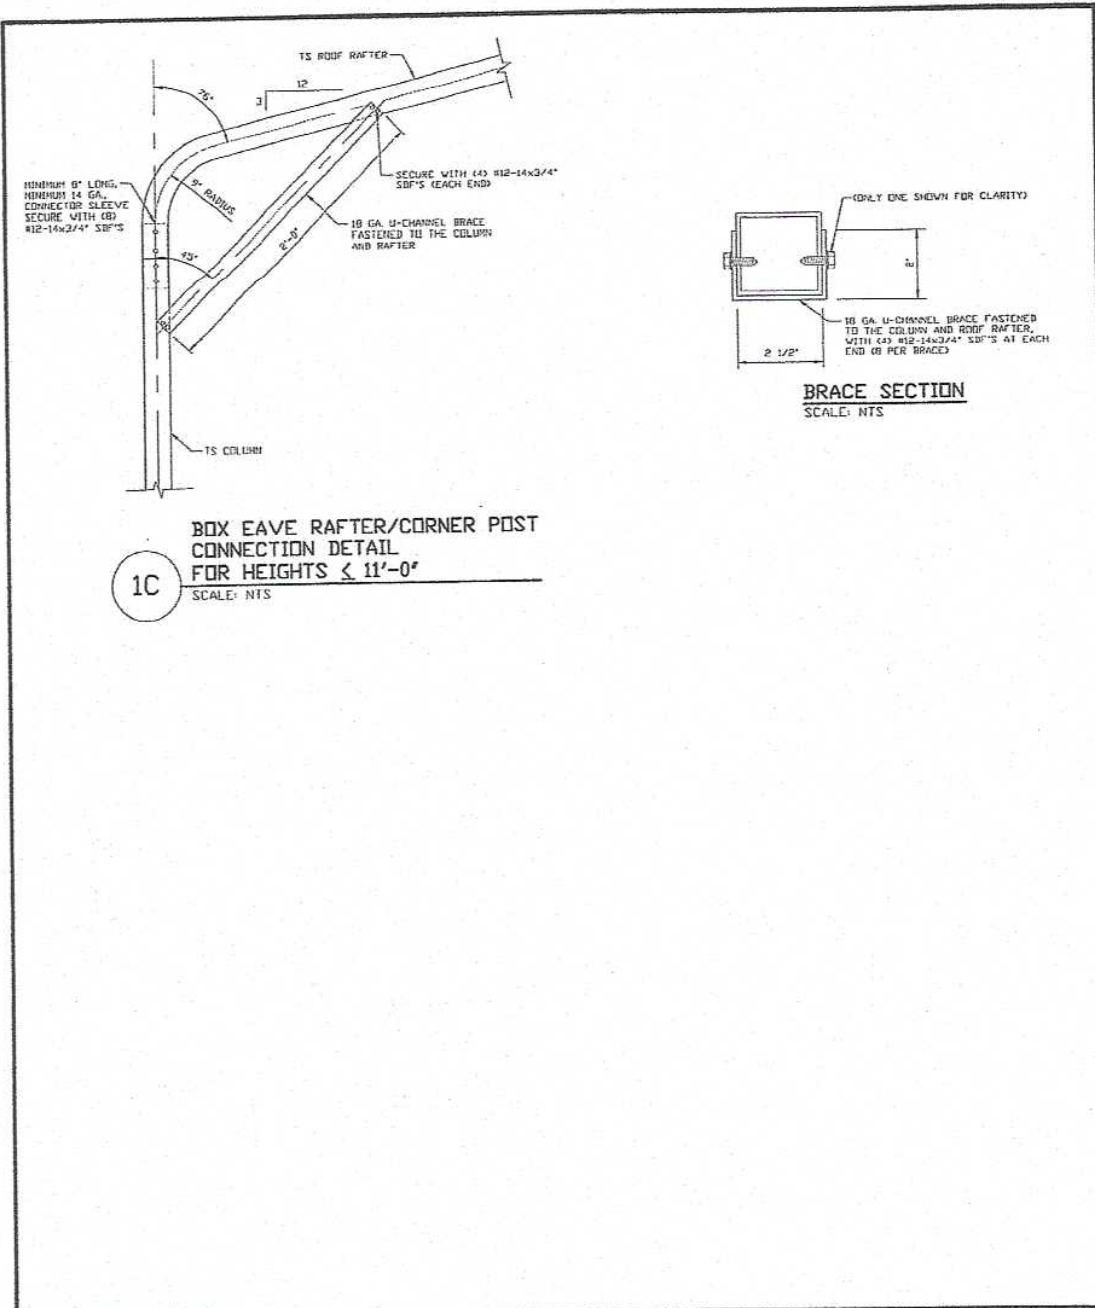 TS ROOF RAFTER
12
3
76°
MINIMUM 8" LONG,
MINIMUM 14 GA.,
CONNECTOR SLEEVE
SECURE WITH (8)
#12-14x3/4" SDF'S
9" RADIUS
SECURE WITH (4) #12-14x3/4"
SDF'S (EACH END)
18 GA. U-CHANNEL BRACE
FASTENED TO THE COLUMN
AND RAFTER
2'-0"
45°
TS COLUMN
BOX EAVE RAFTER/CORNER POST
CONNECTION DETAIL
1C
FOR HEIGHTS ≤ 11'-0"
SCALE: NTS
(ONLY ONE SHOWN FOR CLARITY)
2"
18 GA. U-CHANNEL BRACE FASTENED
TO THE COLUMN AND ROOF RAFTER,
WITH (4) #12-14x3/4" SDF'S AT EACH
END (8 PER BRACE)
2 1/2"
BRACE SECTION
SCALE: NTS